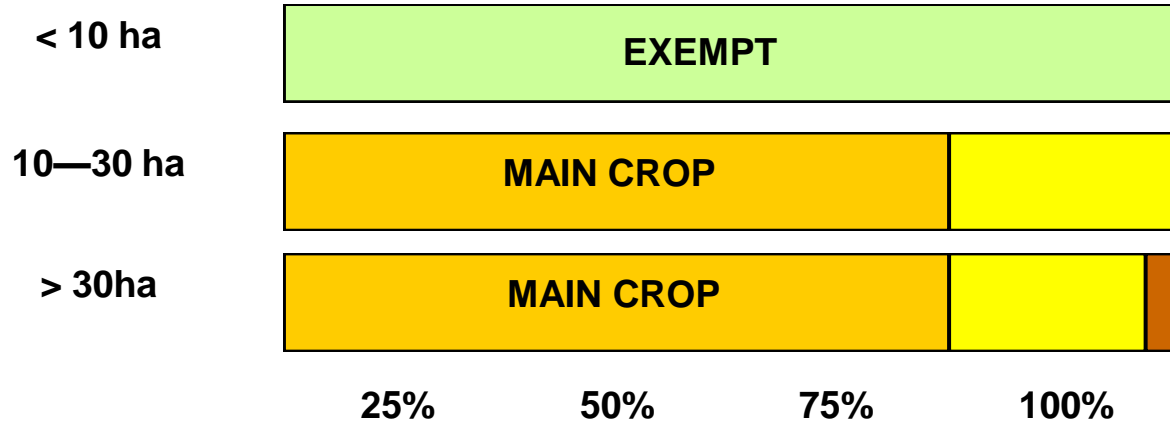 < 10 ha
EXEMPT
10—30 ha
MAIN CROP
> 30ha
MAIN CROP
25% 50% 75% 100%